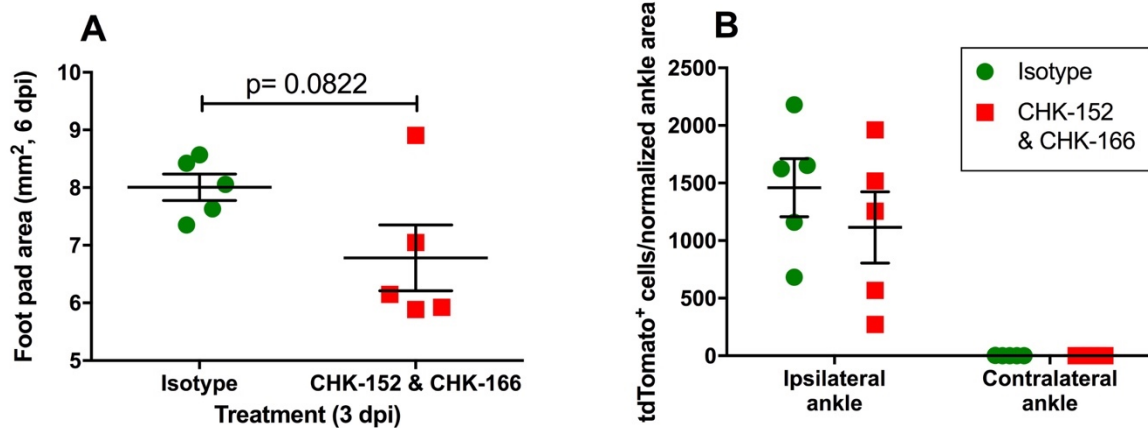 A
Foot pad area (mm², 6 dpi)
10
9
8
7
6
5
p= 0.0822
Isotype
CHK-152 & CHK-166
Treatment (3 dpi)
B
tdTomato⁺ cells/normalized ankle area
2500
2000
1500
1000
500
0
Ipsilateral
ankle
Contralateral
ankle
Isotype
CHK-152
& CHK-166